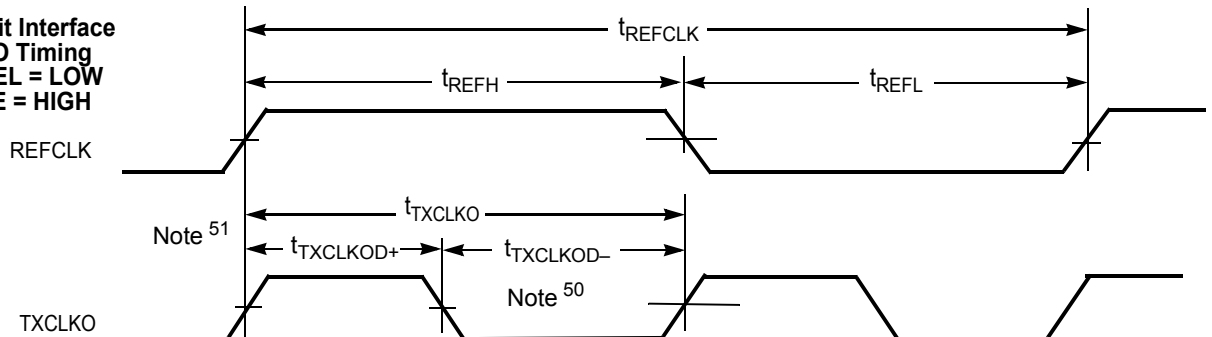 it Interface
Timing
EL = LOW
E = HIGH
tREFCLK
tREFH
tREFL
REFCLK
tTXCLKO
Note 51
tTXCLKOD+
tTXCLKOD–
Note 50
TXCLKO